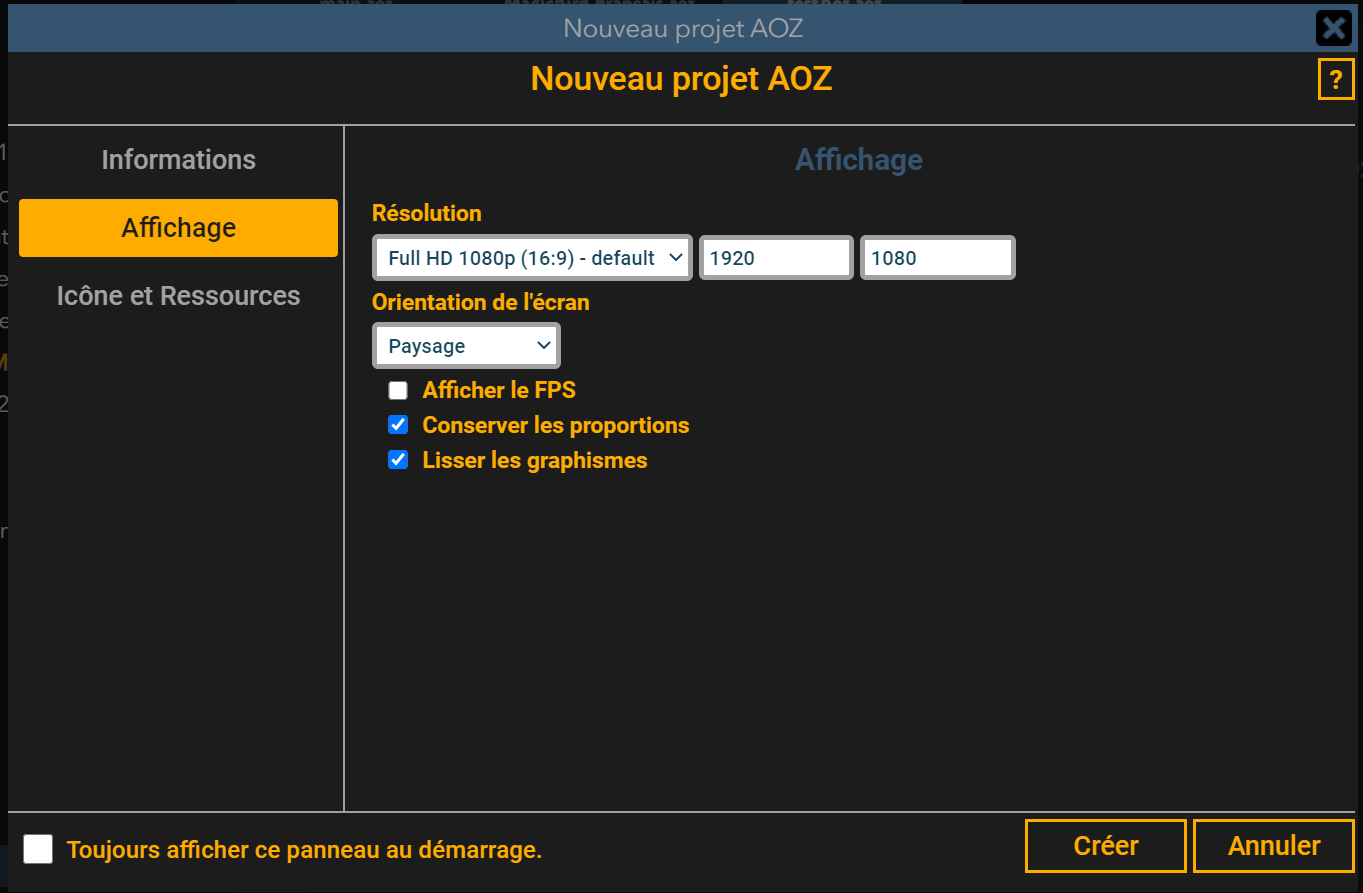 Nouveau projet AOZ
Nouveau projet AOZ
?
Informations
Affichage
Icône et Ressources
Affichage
Résolution
Full HD 1080p (16:9) - default 1920 1080
Orientation de l'écran
Paysage
Afficher le FPS
Conserver les proportions
Lisser les graphismes
Toujours afficher ce panneau au démarrage.
Créer Annuler